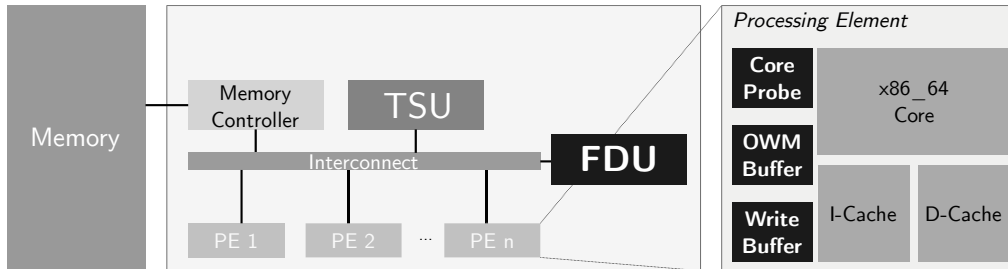 Memory
Memory
Controller
TSU
Interconnect
FDU
PE 1
PE 2
...
PE n
Processing Element
Core
Probe
x86_64
Core
OWM
Buffer
Write
Buffer
I-Cache
D-Cache